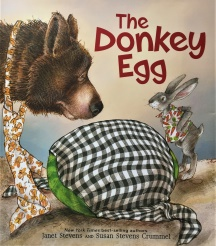 The
Donkey
Egg
New York Times best-selling authors
Janet Stevens AND Susan Stevens Crummel